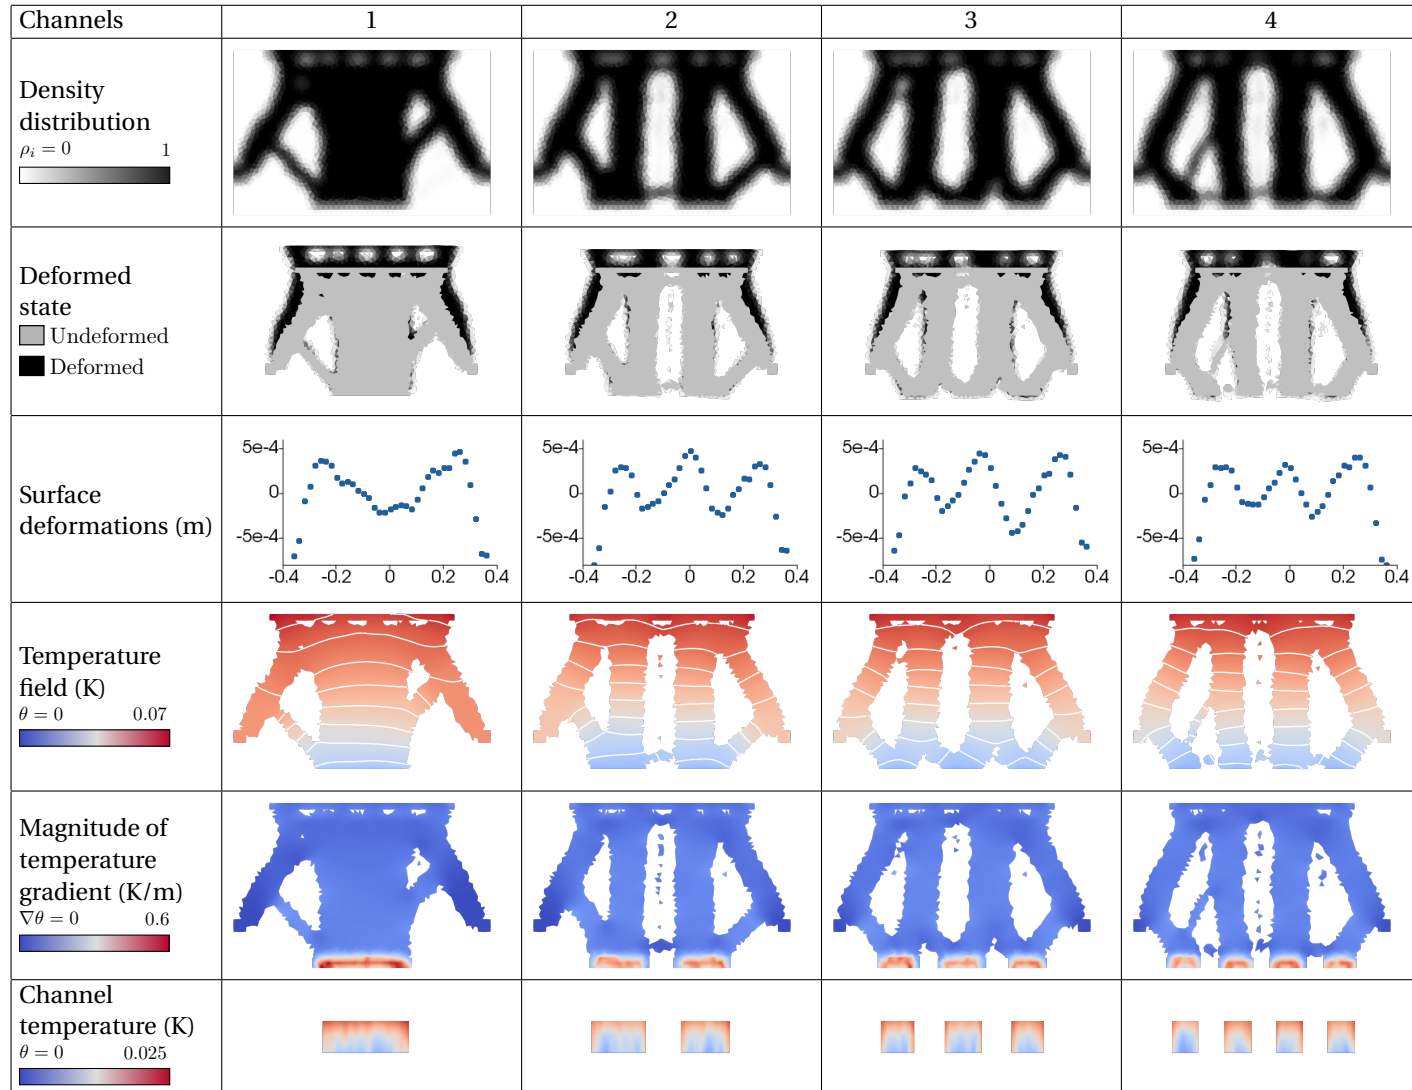 Channels 1 2 3 4
Density
distribution
ρᵢ = 0 1
Deformed
state
Undeformed
Deformed
Surface
deformations (m)
5e-4 5e-4 5e-4 5e-4
0 0 0 0
-5e-4 -5e-4 -5e-4 -5e-4
-0.4 -0.2 0 0.2 0.4 -0.4 -0.2 0 0.2 0.4 -0.4 -0.2 0 0.2 0.4 -0.4 -0.2 0 0.2 0.4
Temperature
field (K)
θ = 0 0.07
Magnitude of
temperature
gradient (K/m)
∇θ = 0 0.6
Channel
temperature (K)
θ = 0 0.025